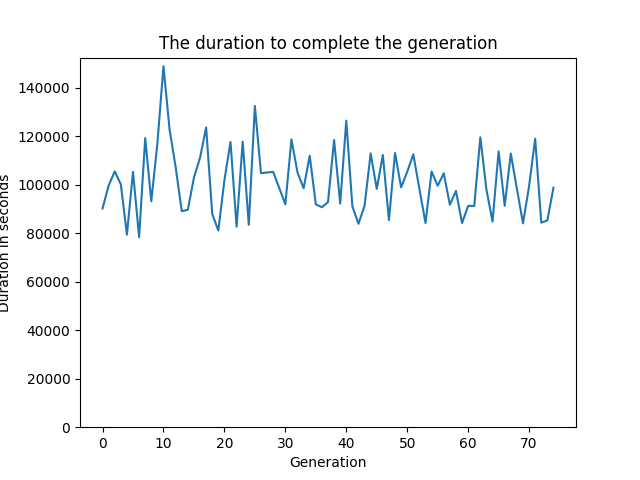 The duration to complete the generation
140000
120000
100000
80000
60000
40000
20000
0
Duration in seconds
0 10 20 30 40 50 60 70
Generation